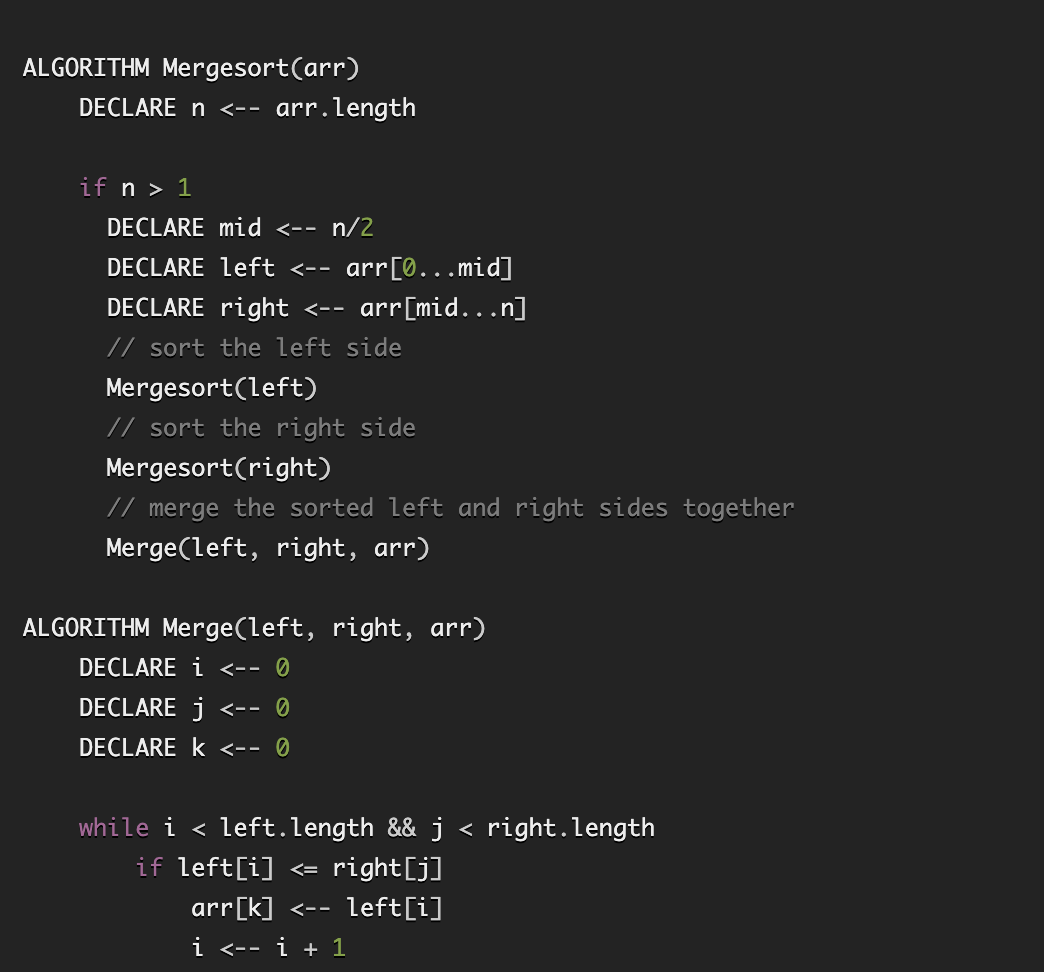 ALGORITHM Mergesort(arr)
    DECLARE n <-- arr.length

    if n > 1
      DECLARE mid <-- n/2
      DECLARE left <-- arr[0...mid]
      DECLARE right <-- arr[mid...n]
      // sort the left side
      Mergesort(left)
      // sort the right side
      Mergesort(right)
      // merge the sorted left and right sides together
      Merge(left, right, arr)

ALGORITHM Merge(left, right, arr)
    DECLARE i <-- 0
    DECLARE j <-- 0
    DECLARE k <-- 0

    while i < left.length && j < right.length
        if left[i] <= right[j]
            arr[k] <-- left[i]
            i <-- i + 1